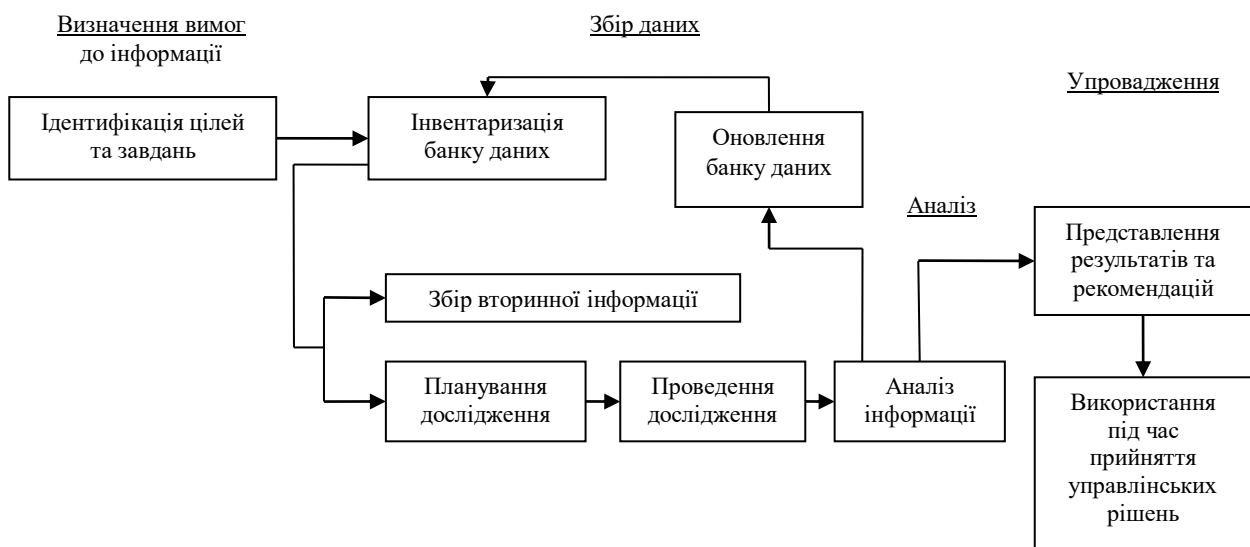 Визначення вимог
до інформації
Збір даних
Упровадження
Ідентифікація цілей
та завдань
Інвентаризація
банку даних
Оновлення
банку даних
Аналіз
Представлення
результатів та
рекомендацій
Збір вторинної інформації
Планування
дослідження
Проведення
дослідження
Аналіз
інформації
Використання
під час
прийняття
управлінських
рішень